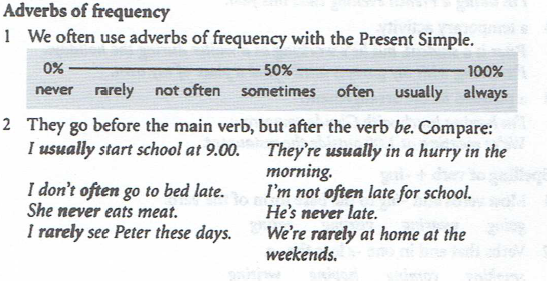 Adverbs of frequency
1 We often use adverbs of frequency with the Present Simple.
0% 50% 100%
never rarely not often sometimes often usually always
2 They go before the main verb, but after the verb be. Compare:
I usually start school at 9.00. They're usually in a hurry in the
morning.
I don't often go to bed late. I'm not often late for school.
She never eats meat. He's never late.
I rarely see Peter these days. We're rarely at home at the
weekends.